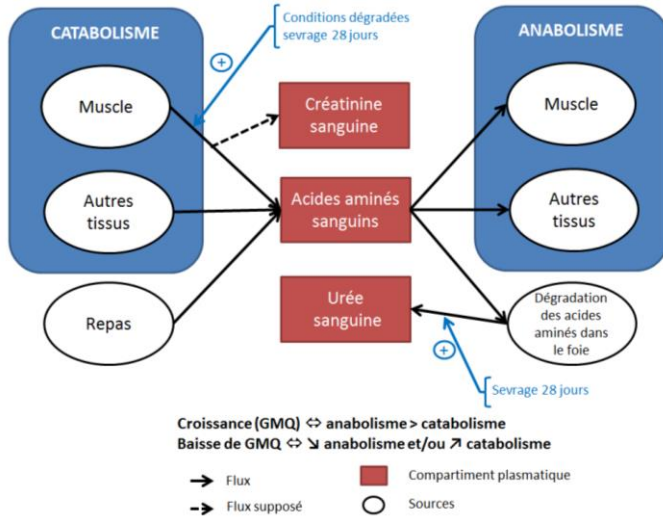 Conditions dégradées
sevrage 28 jours
CATABOLISME
ANABOLISME
+
Muscle
Créatinine
sanguine
Muscle
Autres
tissus
Acides aminés
sanguins
Autres
tissus
Repas
Urée
sanguine
Dégradation
des acides
aminés dans
le foie
+
Sevrage 28 jours
Croissance (GMQ) ⇔ anabolisme > catabolisme
Baisse de GMQ ⇔ ↘ anabolisme et/ou ↗ catabolisme
Flux
Compartiment plasmatique
Flux supposé
Sources